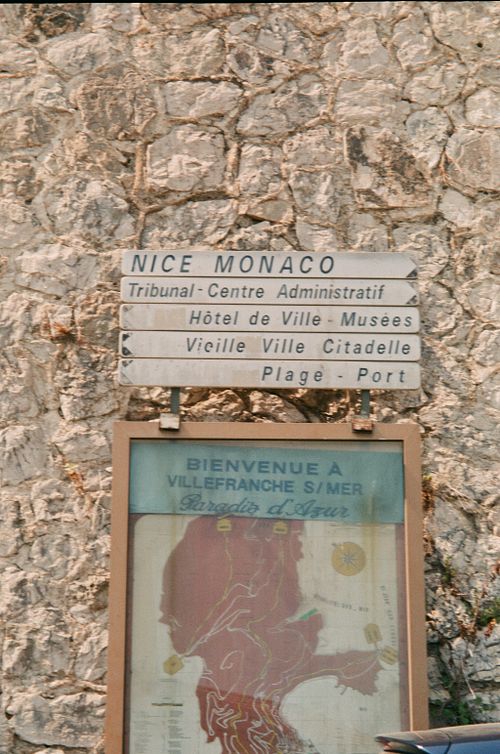 NICE MONACO
Tribunal-Centre Administratif
Hôtel de Ville - Musées
Vieille Ville Citadelle
Plage - Port
BIENVENUE À
VILLEFRANCHE S/MER
Paradis d'Azur